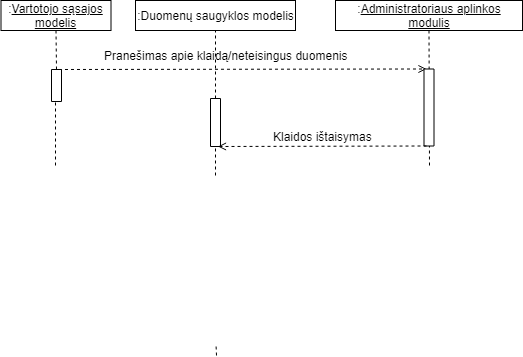 :Vartotojo sąsajos
modelis
:Duomenų saugyklos modelis
:Administratoriaus aplinkos
modulis
Pranešimas apie klaidą/neteisingus duomenis
Klaidos ištaisymas